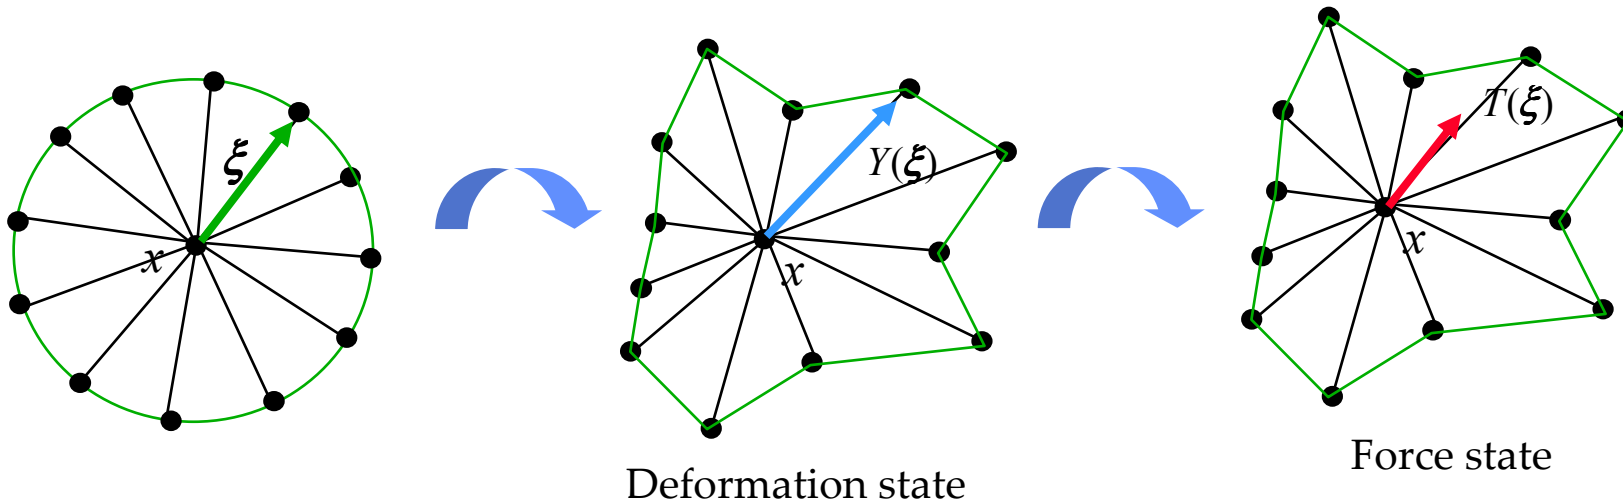 ξ
x
Y(ξ)
x
Deformation state
T(ξ)
x
Force state